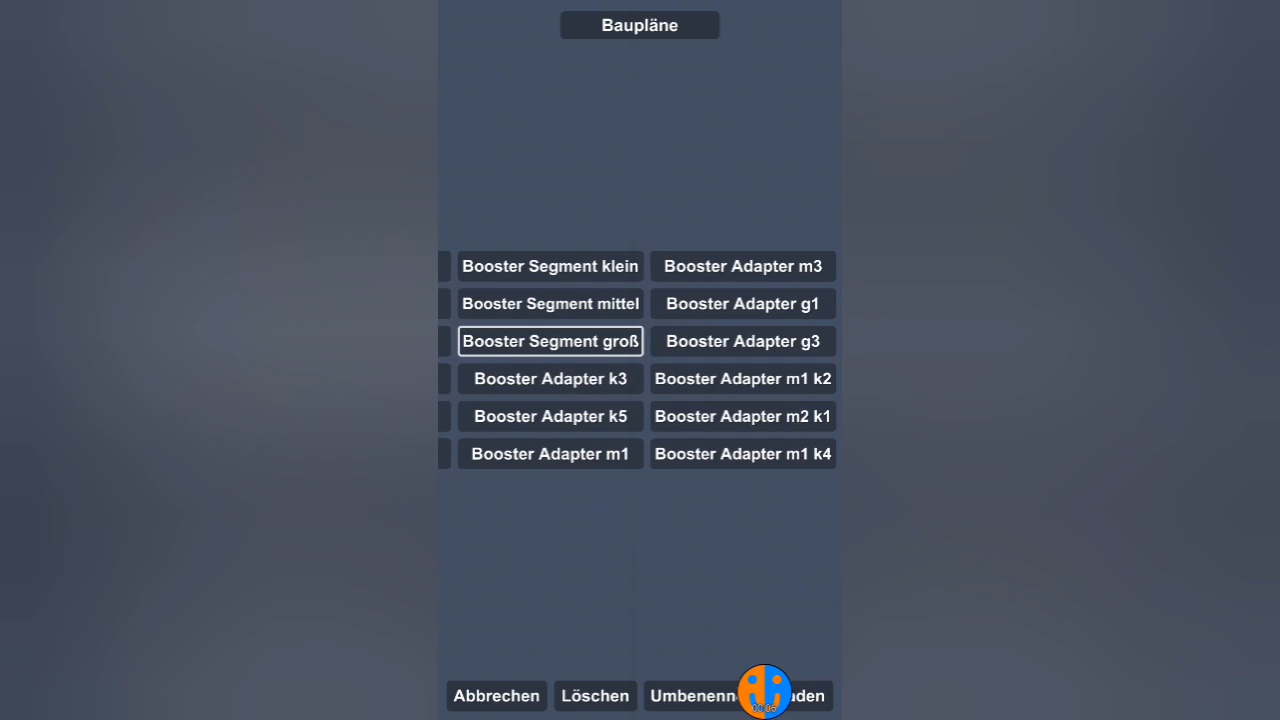 Baupläne
Booster Segment klein
Booster Adapter m3
Booster Segment mittel
Booster Adapter g1
Booster Segment groß
Booster Adapter g3
Booster Adapter k3
Booster Adapter m1 k2
Booster Adapter k5
Booster Adapter m2 k1
Booster Adapter m1
Booster Adapter m1 k4
Abbrechen
Löschen